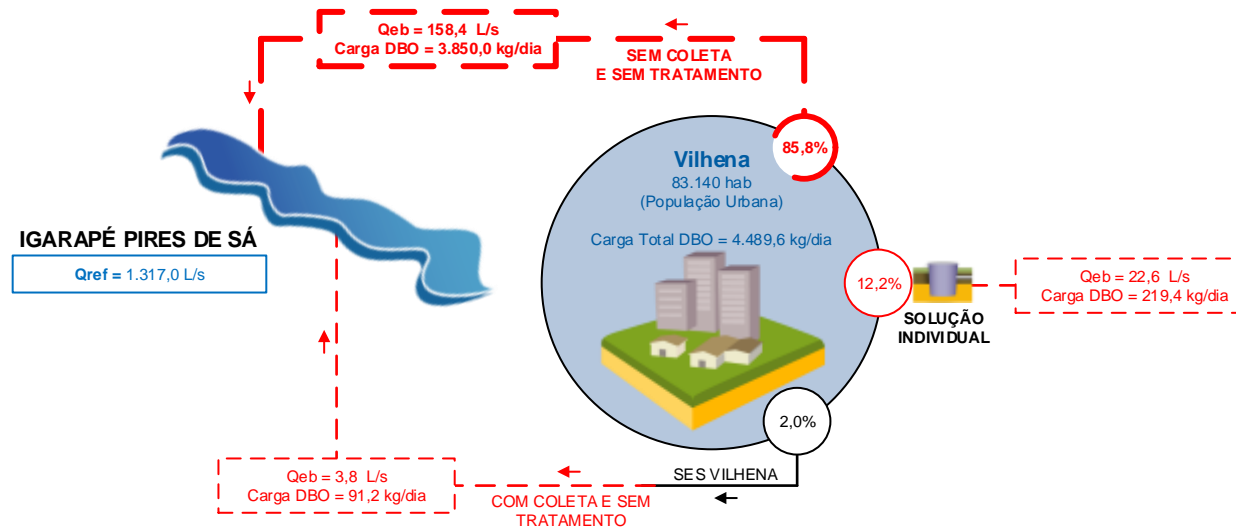 Qeb = 158,4 L/s
Carga DBO = 3.850,0 kg/dia
SEM COLETA
E SEM TRATAMENTO
85,8%
Vilhena
83.140 hab
(População Urbana)
Carga Total DBO = 4.489,6 kg/dia
IGARAPÉ PIRES DE SÁ
Qref = 1.317,0 L/s
12,2%
SOLUÇÃO
INDIVIDUAL
Qeb = 22,6 L/s
Carga DBO = 219,4 kg/dia
2,0%
SES VILHENA
COM COLETA E SEM
TRATAMENTO
Qeb = 3,8 L/s
Carga DBO = 91,2 kg/dia